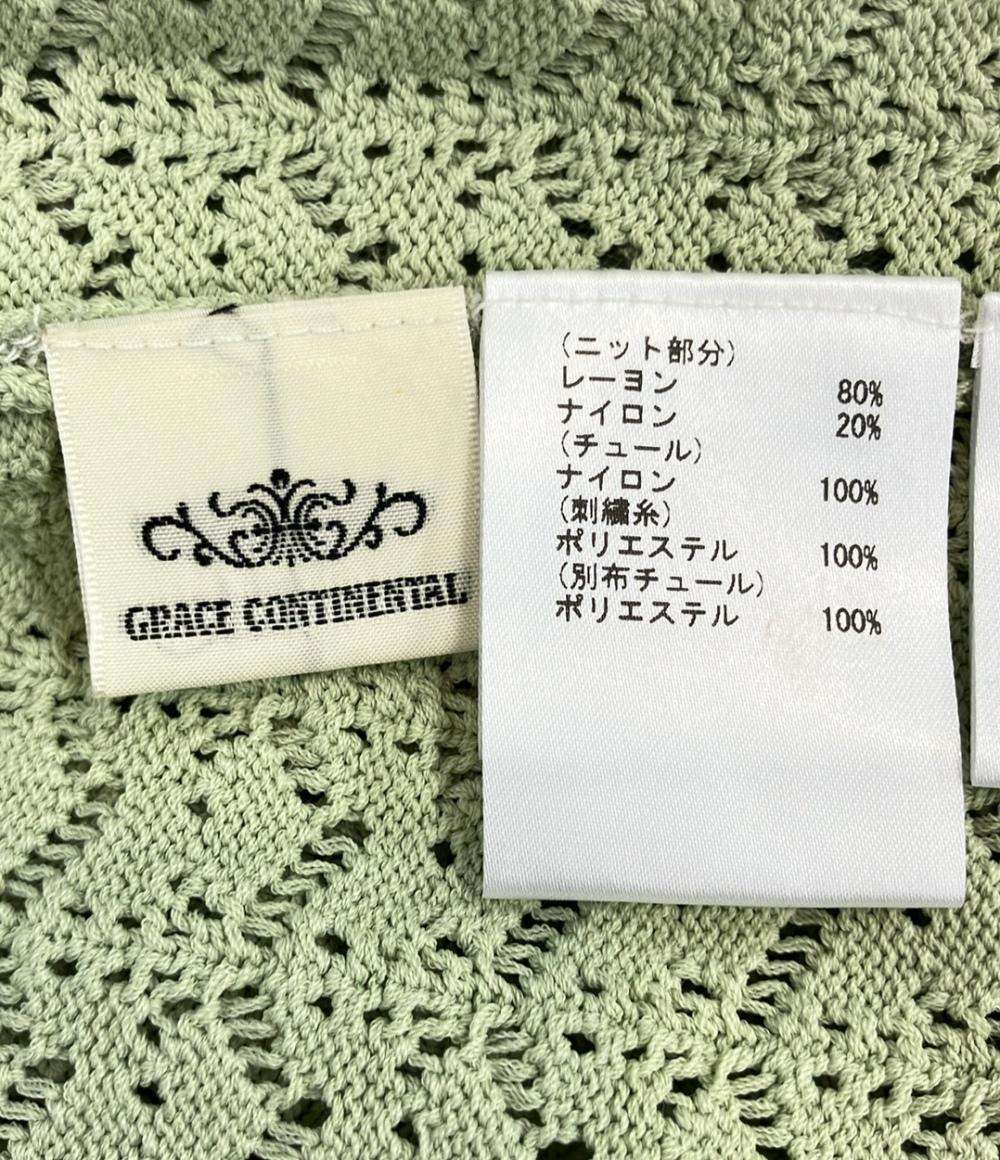 GRACE CONTINENTAL
(ニット部分)
レーヨン 80%
ナイロン 20%
(チュール)
ナイロン 100%
(刺繍糸)
ポリエステル 100%
(別布チュール)
ポリエステル 100%